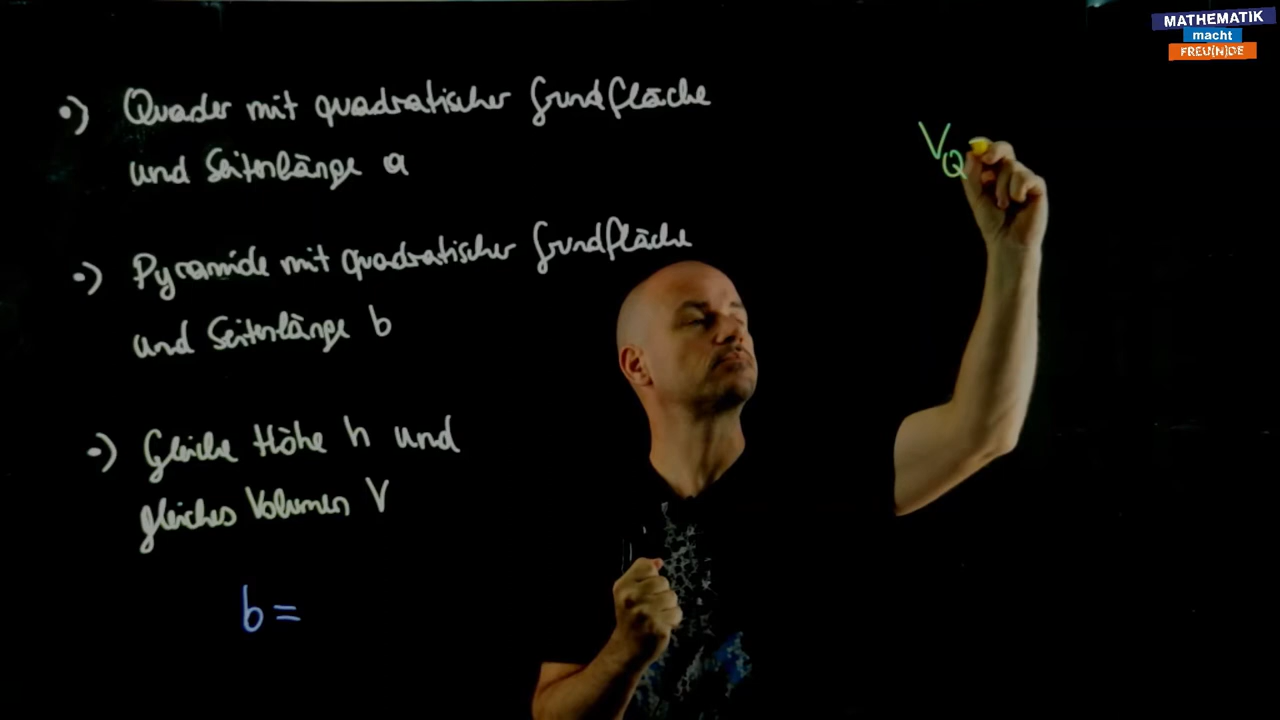 •) Quader mit quadratischer Grundfläche
und Seitenlänge a
•) Pyramide mit quadratischer Grundfläche
und Seitenlänge b
•) Gleiche Höhe h und
gleiches Volumen V
b =
V_Q
MATHEMATIK
macht
FREU(N)DE